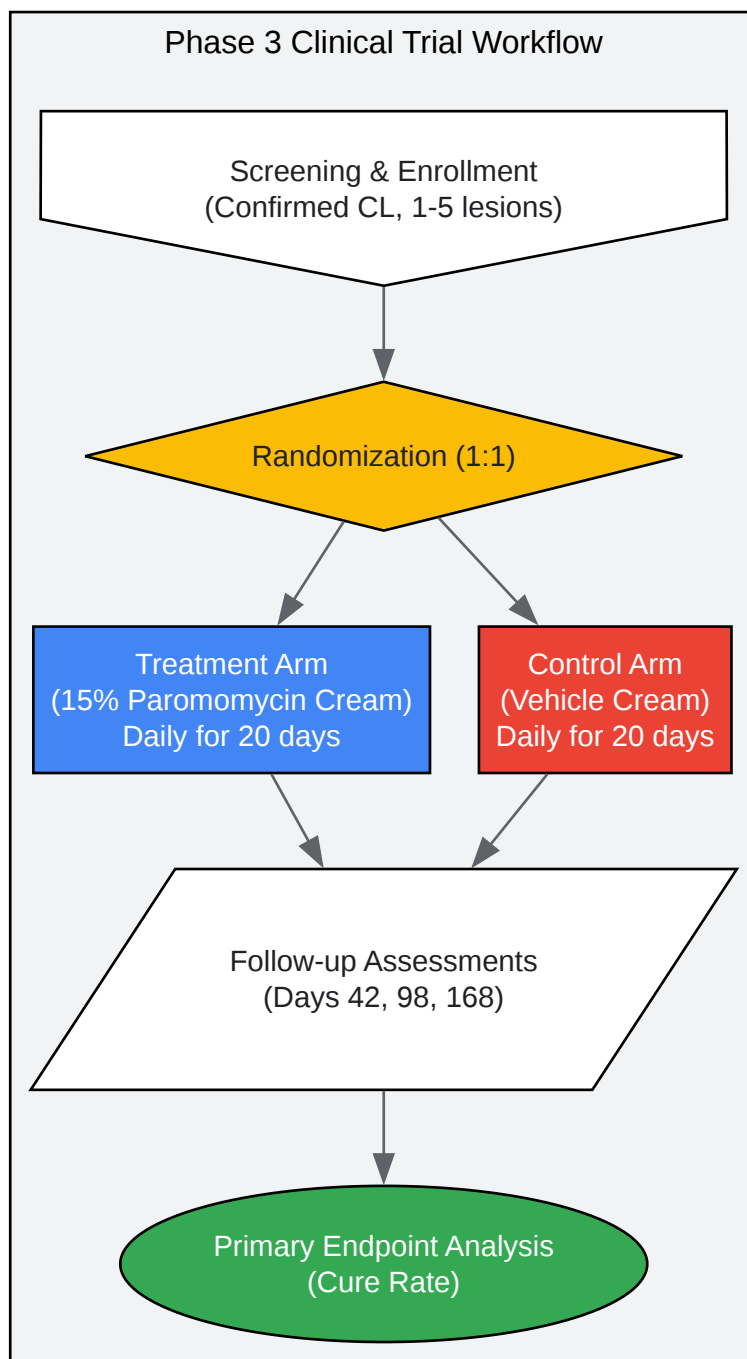 Phase 3 Clinical Trial Workflow
Screening & Enrollment
(Confirmed CL, 1-5 lesions)
Randomization (1:1)
Treatment Arm
(15% Paromomycin Cream)
Daily for 20 days
Control Arm
(Vehicle Cream)
Daily for 20 days
Follow-up Assessments
(Days 42, 98, 168)
Primary Endpoint Analysis
(Cure Rate)